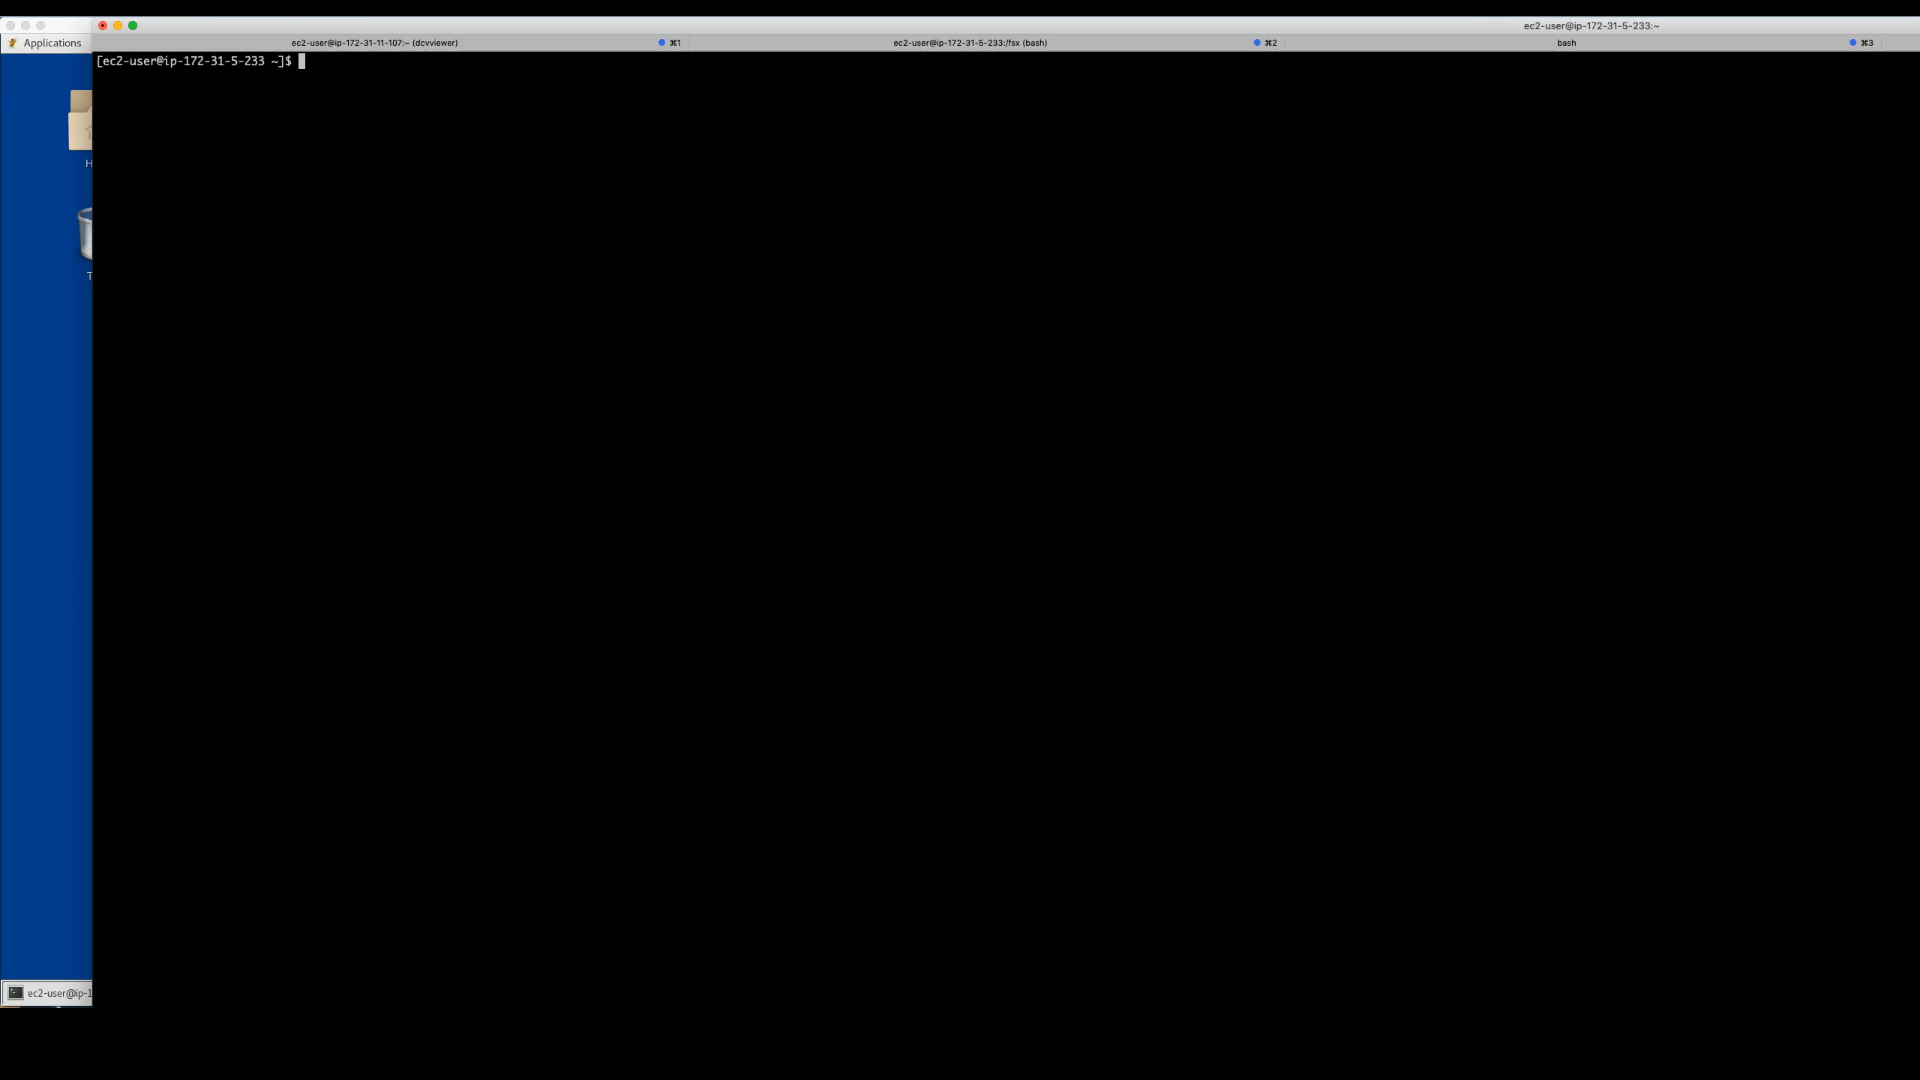 ec2-user@ip-172-31-5-233:~
Applications
ec2-user@ip-172-31-11-107:~ (dcvviewer)
⌘1
ec2-user@ip-172-31-5-233:/fsx (bash)
⌘2
bash
⌘3
[ec2-user@ip-172-31-5-233 ~]$
H
T
ec2-user@ip-1